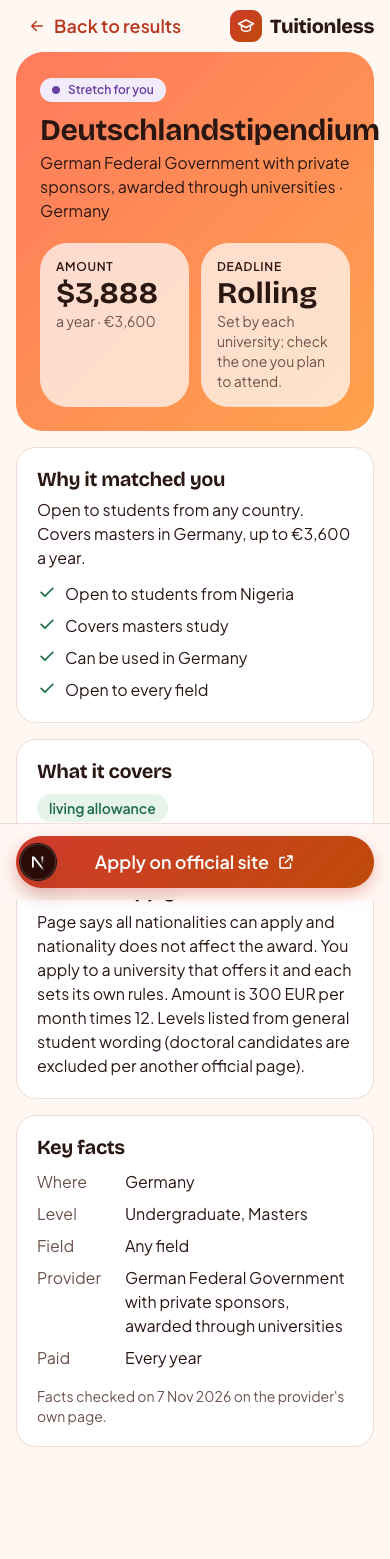 ← Back to results
Tuitionless
Stretch for you
Deutschlandstipendium
German Federal Government with private
sponsors, awarded through universities ·
Germany
AMOUNT
$3,888
a year · €3,600
DEADLINE
Rolling
Set by each
university; check
the one you plan
to attend.
Why it matched you
Open to students from any country.
Covers masters in Germany, up to €3,600
a year.
Open to students from Nigeria
Covers masters study
Can be used in Germany
Open to every field
What it covers
living allowance
N
Apply on official site
Page says all nationalities can apply and
nationality does not affect the award. You
apply to a university that offers it and each
sets its own rules. Amount is 300 EUR per
month times 12. Levels listed from general
student wording (doctoral candidates are
excluded per another official page).
Key facts
Where Germany
Level Undergraduate, Masters
Field Any field
Provider German Federal Government
with private sponsors,
awarded through universities
Paid Every year
Facts checked on 7 Nov 2026 on the provider's
own page.